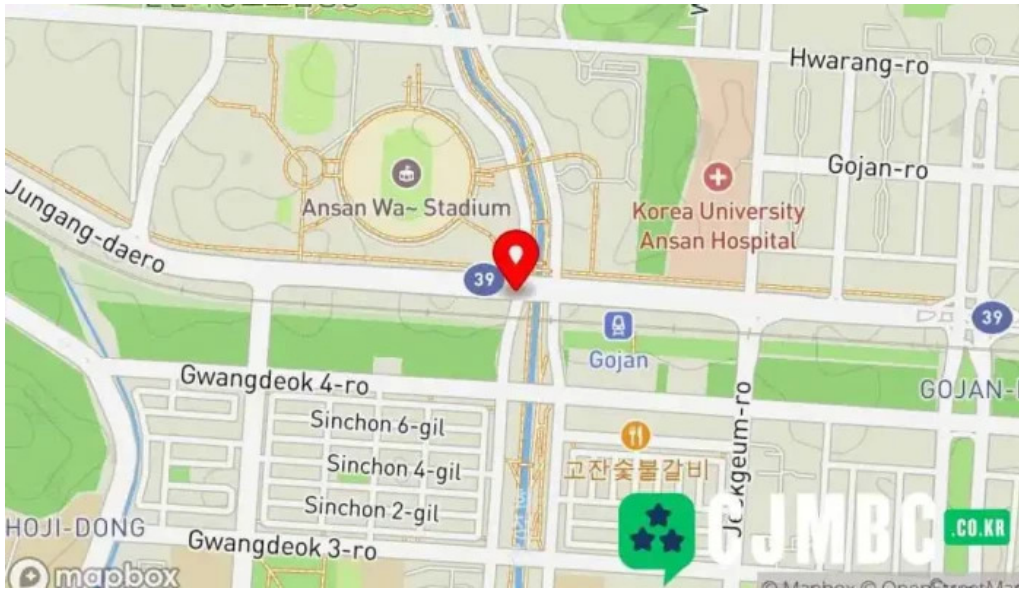 Hwarang-ro
Gojan-ro
Ansan Wa~ Stadium
Korea University
Ansan Hospital
Jungang-daero
39
39
Gojan
Gwangdeok 4-ro
GOJAN-
Sinchon 6-gil
고잔숯불갈비
Sinchon 4-gil
Sinchon 2-gil
HOJI-DONG
Gwangdeok 3-ro
CJMBC
.CO.KR
mapbox
© Mapbox © OpenStreetMap